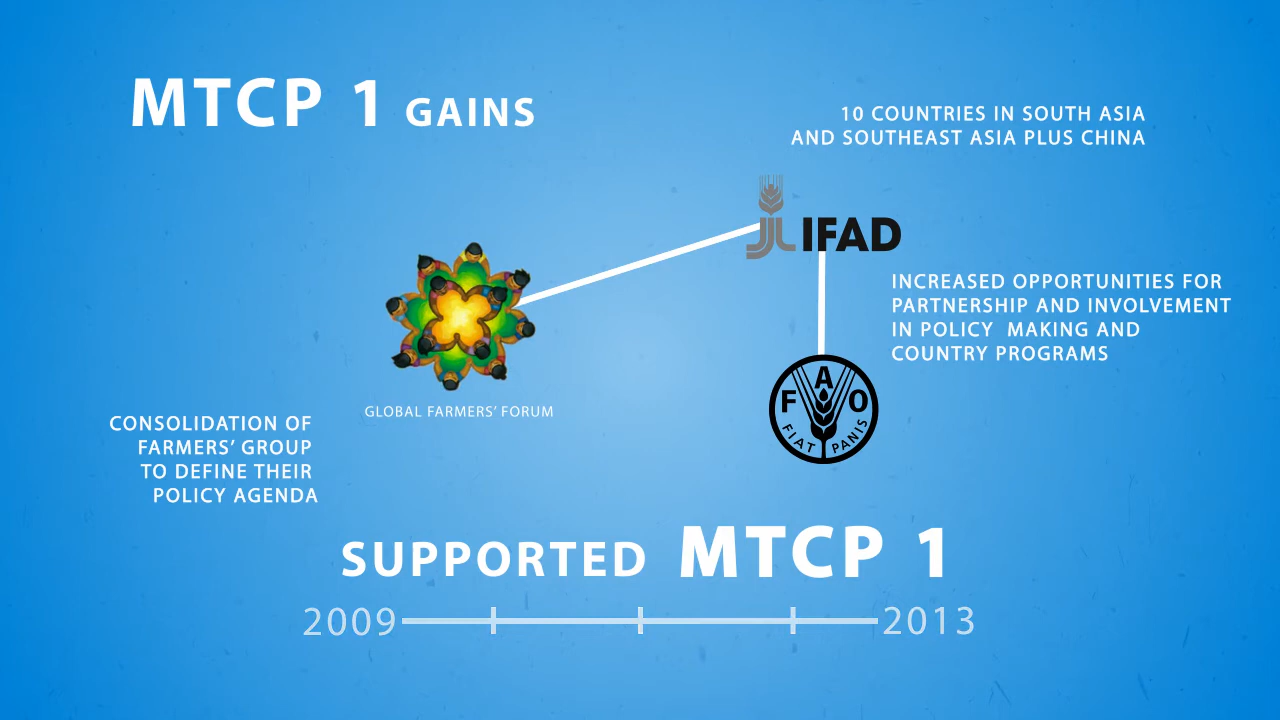 MTCP 1 GAINS
10 COUNTRIES IN SOUTH ASIA
AND SOUTHEAST ASIA PLUS CHINA
IFAD
INCREASED OPPORTUNITIES FOR
PARTNERSHIP AND INVOLVEMENT
IN POLICY MAKING AND
COUNTRY PROGRAMS
F A O
FIAT PANIS
GLOBAL FARMERS' FORUM
CONSOLIDATION OF
FARMERS' GROUP
TO DEFINE THEIR
POLICY AGENDA
SUPPORTED MTCP 1
2009 2013